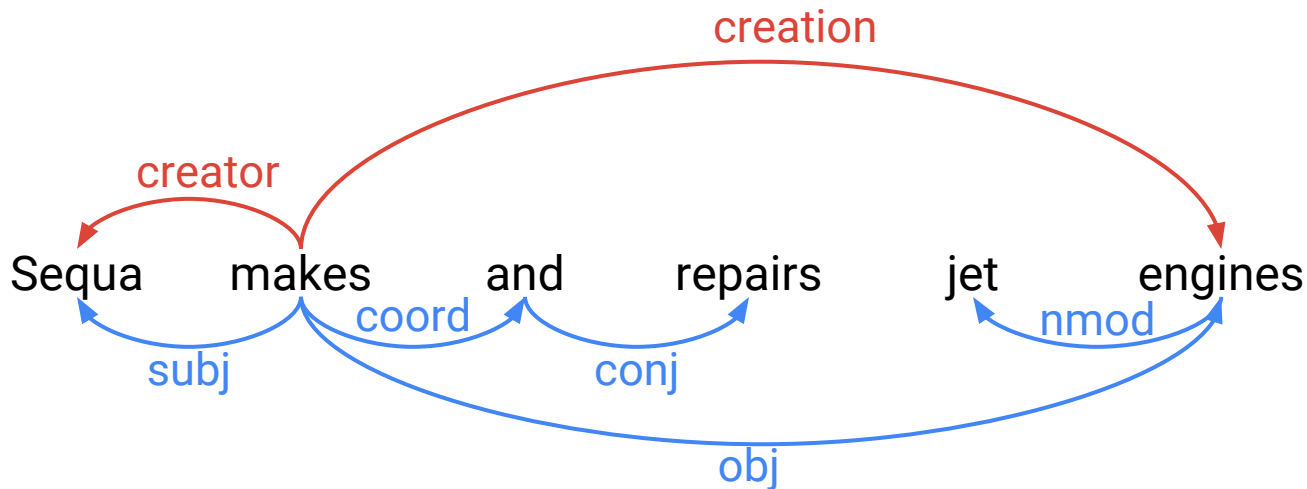 creation
creator
Sequa makes and repairs jet engines
coord nmod
subj conj
obj